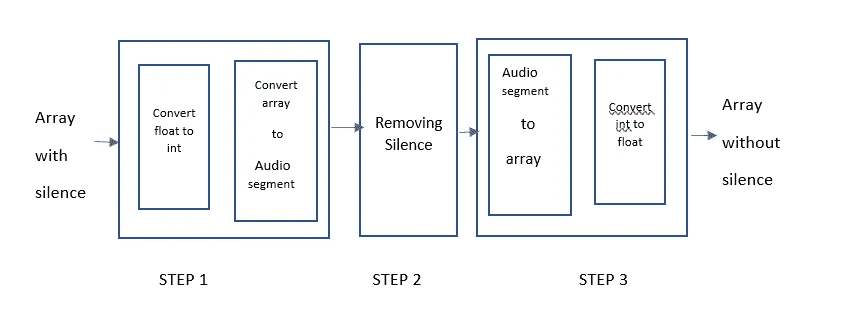 Array
with
silence
Convert
float to
int
Convert
array
to
Audio
segment
Removing
Silence
Audio
segment
to
array
Convert
int to
float
Array
without
silence
STEP 1
STEP 2
STEP 3